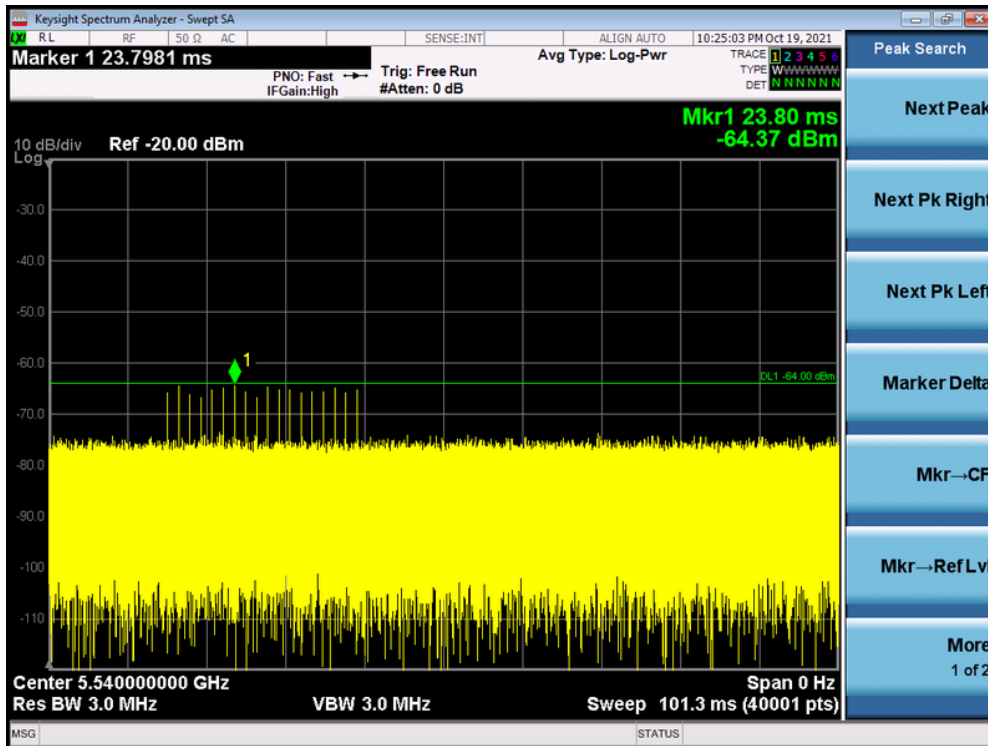 Keysight Spectrum Analyzer - Swept SA
LXI RL RF 50 Ω AC SENSE:INT ALIGN AUTO 10:25:03 PM Oct 19, 2021
Marker 1 23.7981 ms
PNO: Fast
IFGain:High
Trig: Free Run
#Atten: 0 dB
Avg Type: Log-Pwr
TRACE 1 2 3 4 5 6
TYPE WWWWWW
DET N N N N N N
Mkr1 23.80 ms
-64.37 dBm
10 dB/div Ref -20.00 dBm
Log
-30.0
-40.0
-50.0
-60.0
1
DL1 -64.00 dBm
-70.0
-80.0
-90.0
-100
-110
Center 5.540000000 GHz Span 0 Hz
Res BW 3.0 MHz VBW 3.0 MHz Sweep 101.3 ms (40001 pts)
MSG STATUS
Peak Search
Next Peak
Next Pk Right
Next Pk Left
Marker Delta
Mkr→CF
Mkr→Ref Lvl
More
1 of 2